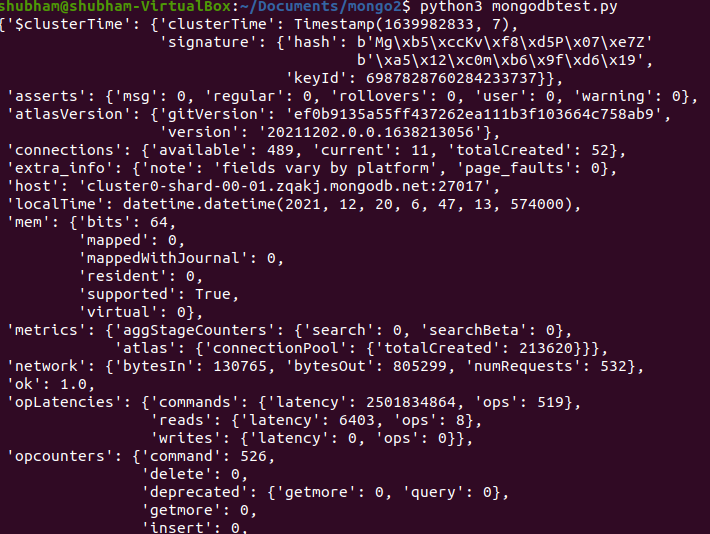 shubham@shubham-VirtualBox:~/Documents/mongo2$ python3 mongodbtest.py
{'$clusterTime': {'clusterTime': Timestamp(1639982833, 7),
'signature': {'hash': b'Mg\xb5\xccKv\xf8\xd5P\x07\xe7Z'
b'\xa5\x12\xc0m\xb6\x9f\xd6\x19',
'keyId': 6987828760284233737}},
'asserts': {'msg': 0, 'regular': 0, 'rollovers': 0, 'user': 0, 'warning': 0},
'atlasVersion': {'gitVersion': 'ef0b9135a55ff437262ea111b3f103664c758ab9',
'version': '20211202.0.0.1638213056'},
'connections': {'available': 489, 'current': 11, 'totalCreated': 52},
'extra_info': {'note': 'fields vary by platform', 'page_faults': 0},
'host': 'cluster0-shard-00-01.zqakj.mongodb.net:27017',
'localTime': datetime.datetime(2021, 12, 20, 6, 47, 13, 574000),
'mem': {'bits': 64,
'mapped': 0,
'mappedWithJournal': 0,
'resident': 0,
'supported': True,
'virtual': 0},
'metrics': {'aggStageCounters': {'search': 0, 'searchBeta': 0},
'atlas': {'connectionPool': {'totalCreated': 213620}}},
'network': {'bytesIn': 130765, 'bytesOut': 805299, 'numRequests': 532},
'ok': 1.0,
'opLatencies': {'commands': {'latency': 2501834864, 'ops': 519},
'reads': {'latency': 6403, 'ops': 8},
'writes': {'latency': 0, 'ops': 0}},
'opcounters': {'command': 526,
'delete': 0,
'deprecated': {'getmore': 0, 'query': 0},
'getmore': 0,
'insert': 0,